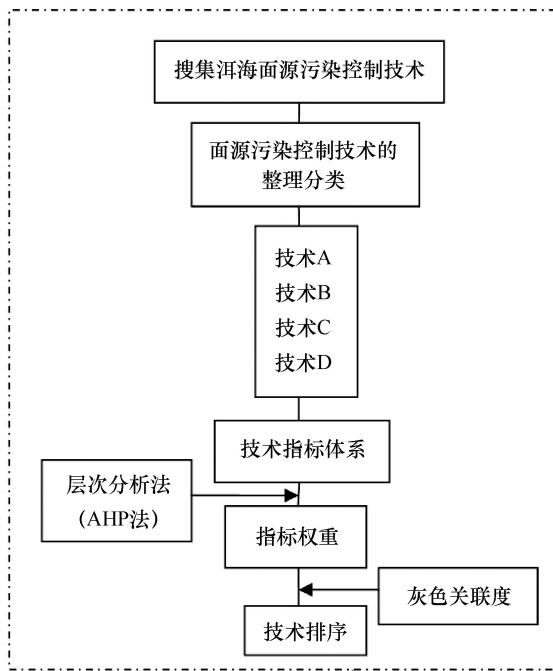 搜集洱海面源污染控制技术
面源污染控制技术的
整理分类
技术A
技术B
技术C
技术D
技术指标体系
层次分析法
（AHP法）
指标权重
灰色关联度
技术排序